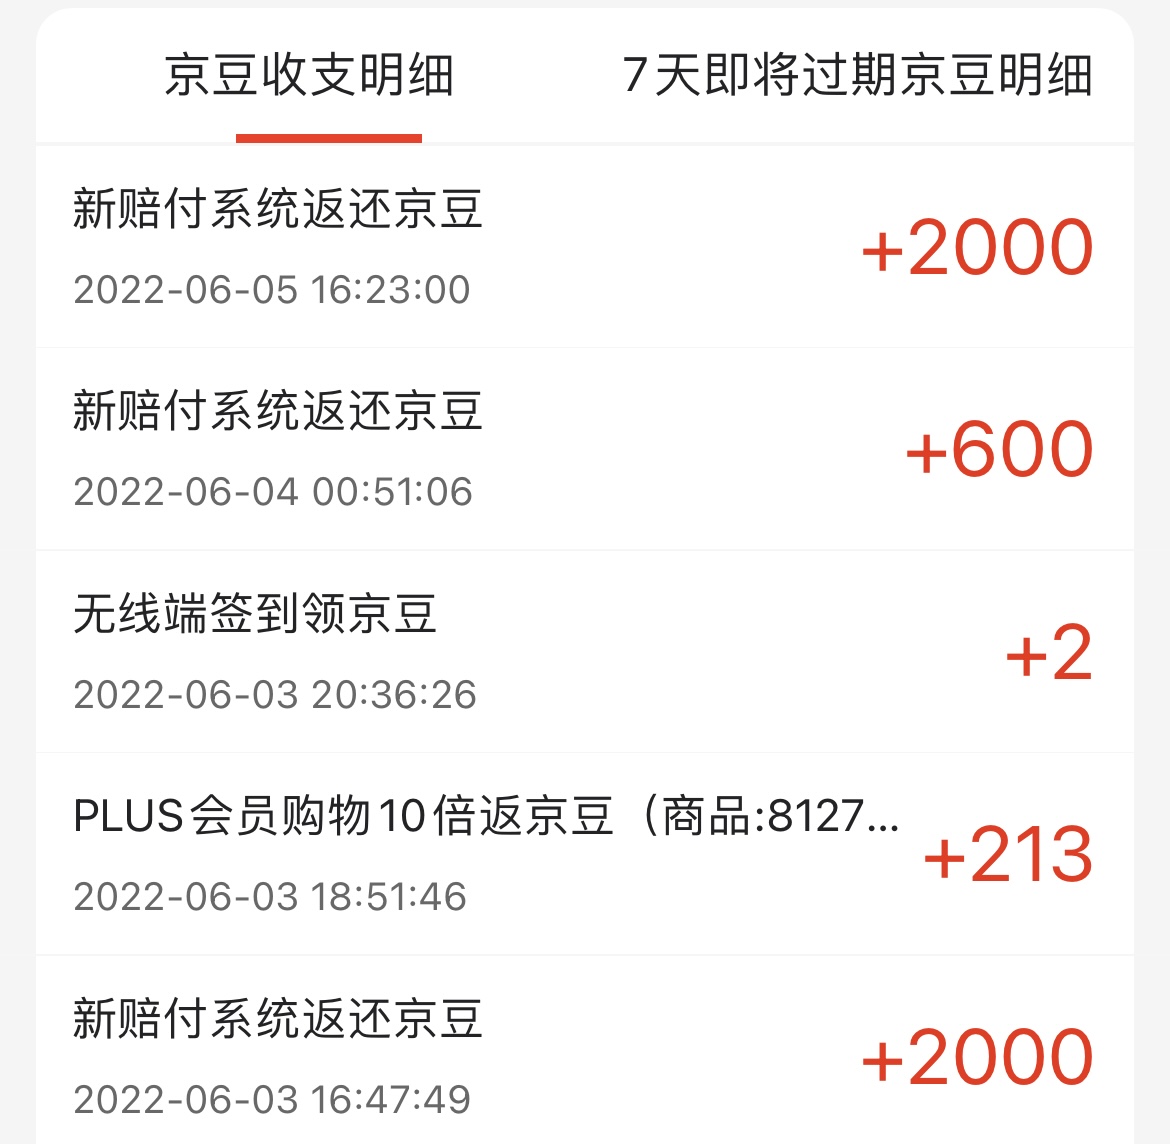 京豆收支明细 7天即将过期京豆明细
新赔付系统返还京豆
+2000
2022-06-05 16:23:00
新赔付系统返还京豆
+600
2022-06-04 00:51:06
无线端签到领京豆
+2
2022-06-03 20:36:26
PLUS会员购物10倍返京豆（商品:8127...
+213
2022-06-03 18:51:46
新赔付系统返还京豆
+2000
2022-06-03 16:47:49